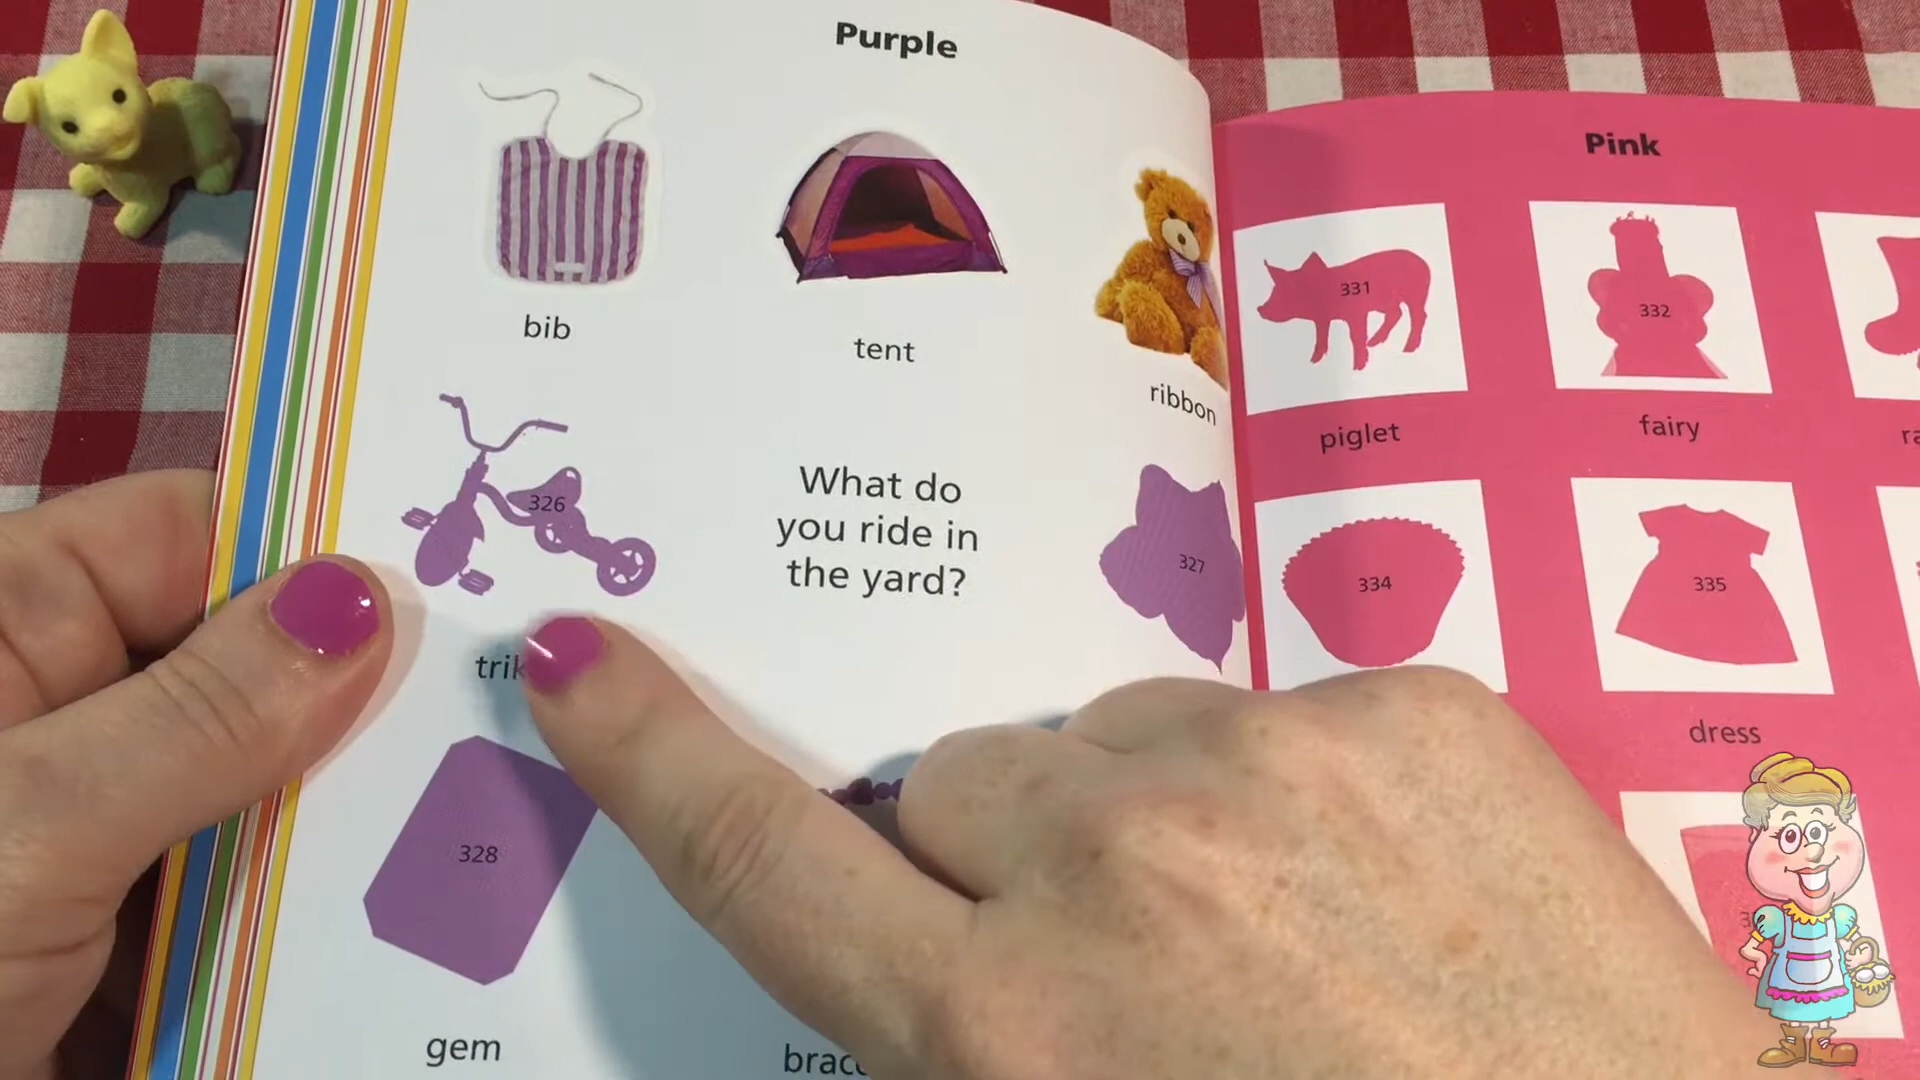 Purple
bib
tent
ribbon
326
What do
you ride in
the yard?
327
328
gem
Pink
331
332
piglet
fairy
334
335
dress